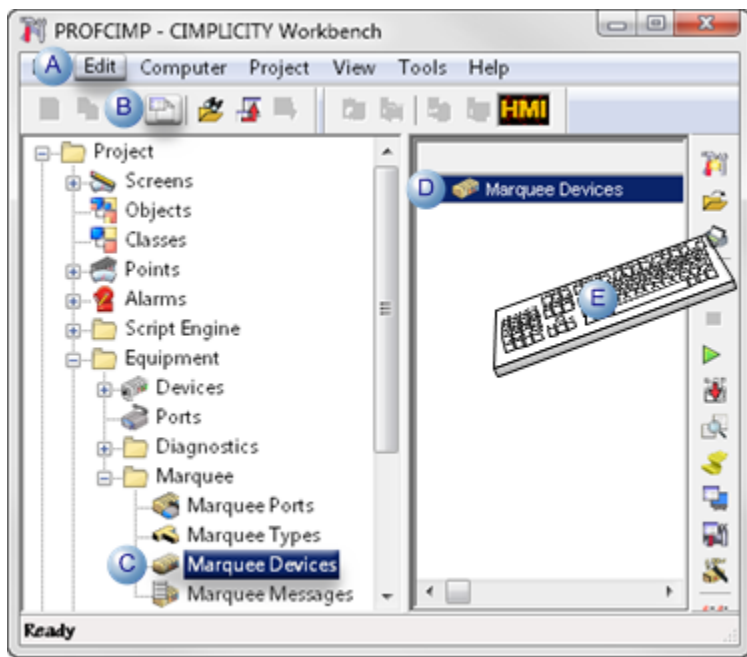 PROFCIMP - CIMPLICITY Workbench
A Edit Computer Project View Tools Help
B HMI
Project
Screens
Objects
Classes
Points
Alarms
Script Engine
Equipment
Devices
Ports
Diagnostics
Marquee
Marquee Ports
Marquee Types
C Marquee Devices
Marquee Messages
D Marquee Devices
E
Ready